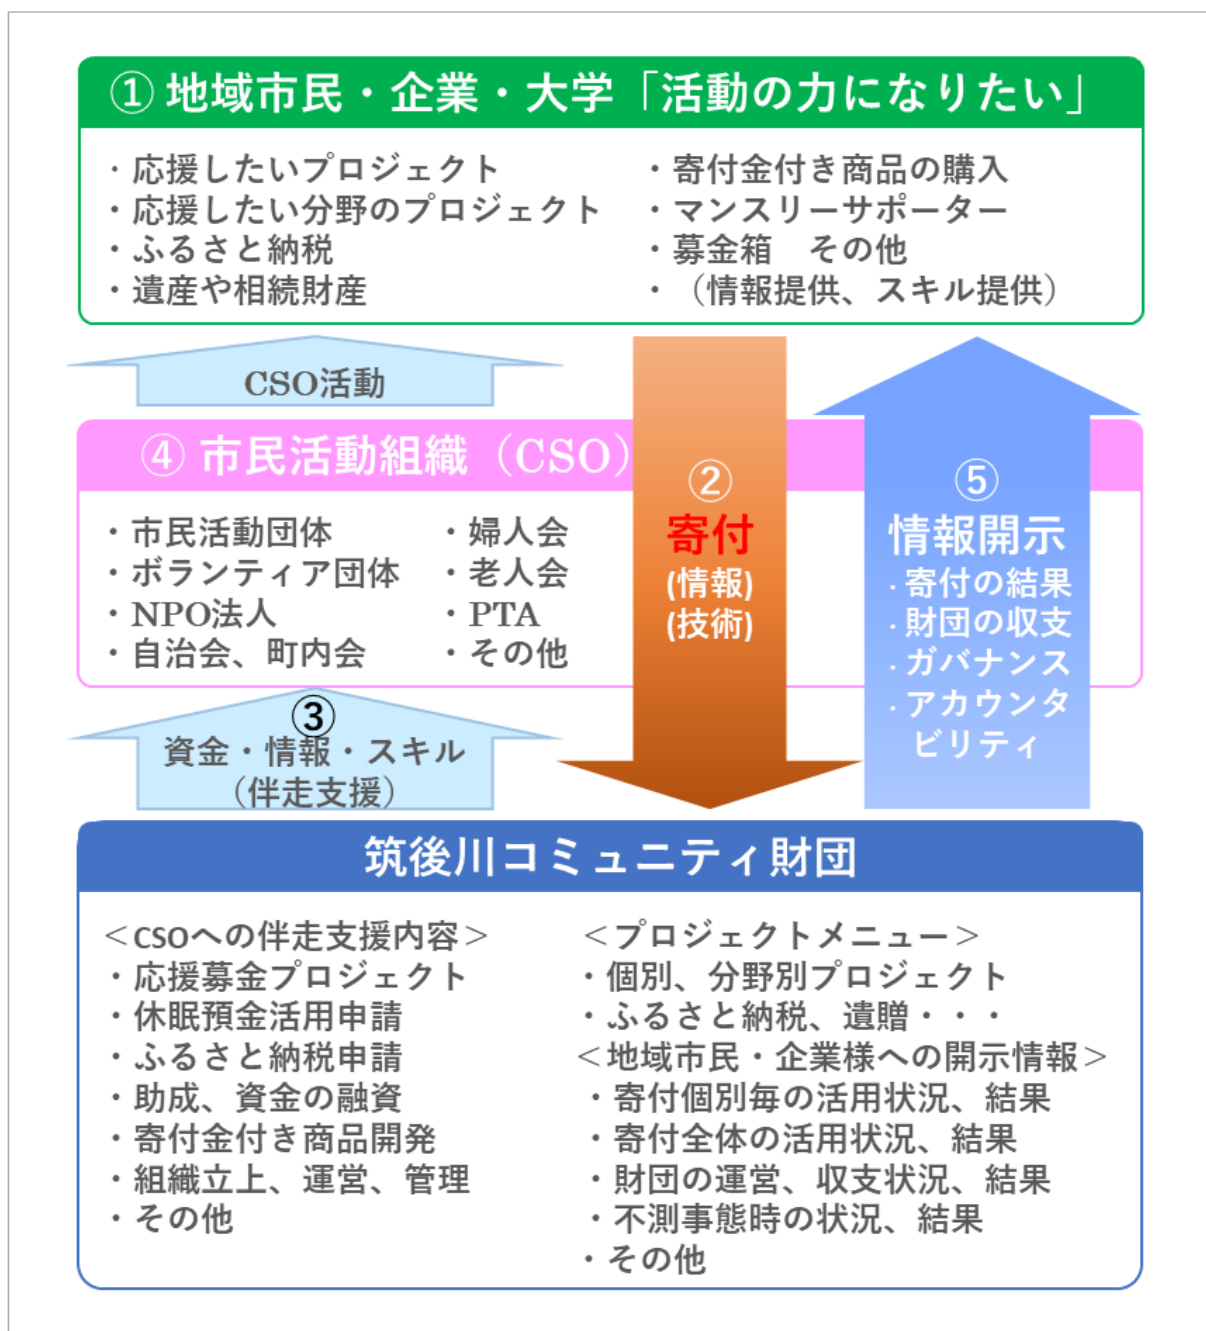 ① 地域市民・企業・大学「活動の力になりたい」
・応援したいプロジェクト
・応援したい分野のプロジェクト
・ふるさと納税
・遺産や相続財産
・寄付金付き商品の購入
・マンスリーサポーター
・募金箱　その他
・（情報提供、スキル提供）
CSO活動
④ 市民活動組織（CSO）
・市民活動団体
・ボランティア団体
・NPO法人
・自治会、町内会
・婦人会
・老人会
・PTA
・その他
②
寄付
(情報)
(技術)
⑤
情報開示
・寄付の結果
・財団の収支
・ガバナンス
・アカウンタ
ビリティ
③
資金・情報・スキル
（伴走支援）
筑後川コミュニティ財団
＜CSOへの伴走支援内容＞
・応援募金プロジェクト
・休眠預金活用申請
・ふるさと納税申請
・助成、資金の融資
・寄付金付き商品開発
・組織立上、運営、管理
・その他
＜プロジェクトメニュー＞
・個別、分野別プロジェクト
・ふるさと納税、遺贈・・・
＜地域市民・企業様への開示情報＞
・寄付個別毎の活用状況、結果
・寄付全体の活用状況、結果
・財団の運営、収支状況、結果
・不測事態時の状況、結果
・その他